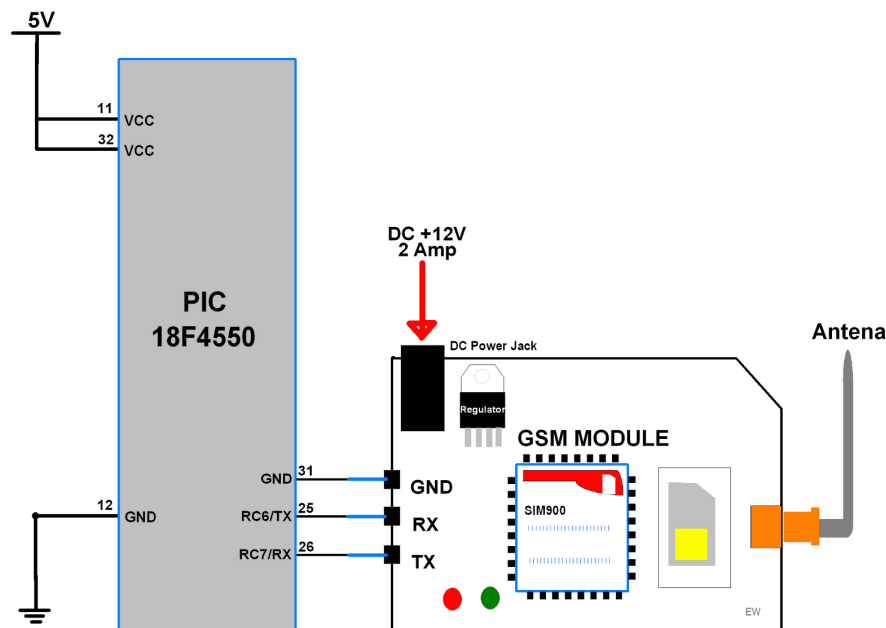 5V
11
VCC
32
VCC
PIC
18F4550
GND 31
RC6/TX 25
RC7/RX 26
12
GND
DC +12V
2 Amp
DC Power Jack
Regulator
GSM MODULE
SIM900
GND
RX
TX
Antena
EW